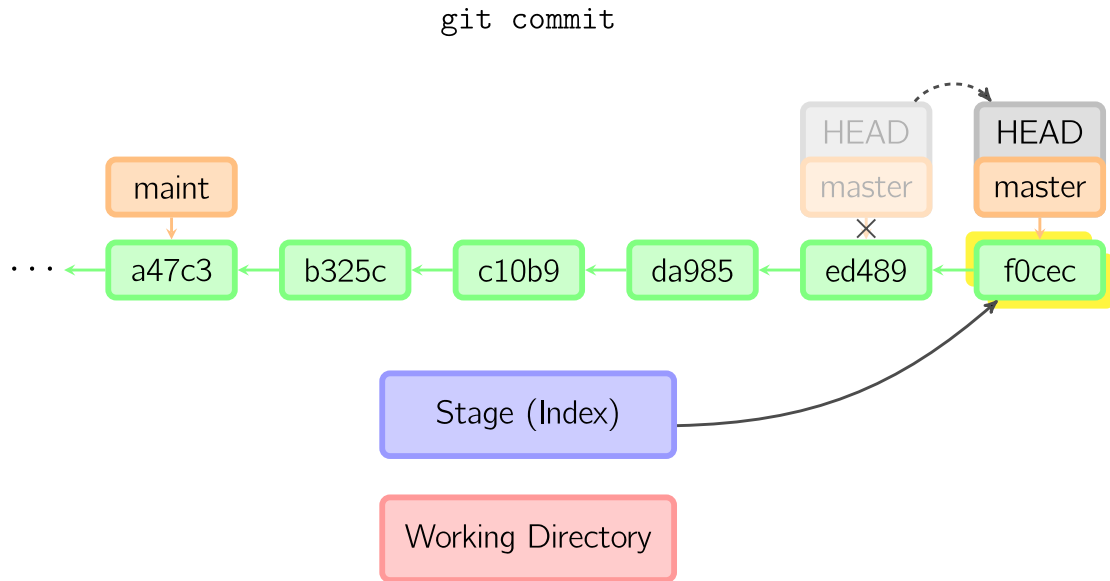 git commit
HEAD HEAD
maint master master
... a47c3 b325c c10b9 da985 ed489 f0cec
Stage (Index)
Working Directory